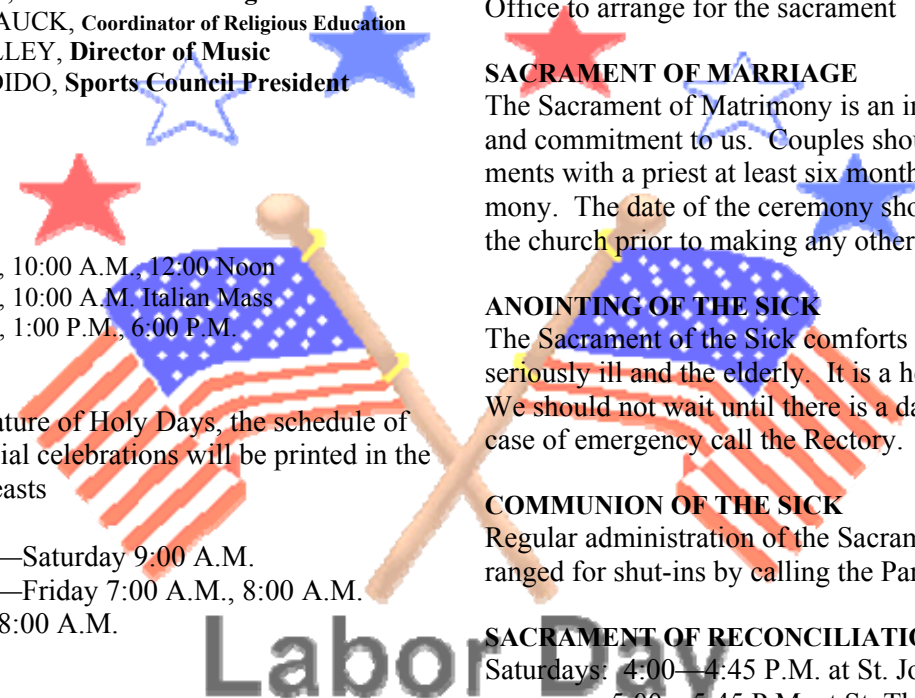 AUCK, Coordinator of Religious Education
LLEY, Director of Music
DIDO, Sports Council President
, 10:00 A.M., 12:00 Noon
, 10:00 A.M. Italian Mass
, 1:00 P.M., 6:00 P.M.
ature of Holy Days, the schedule of
ial celebrations will be printed in the
easts
—Saturday 9:00 A.M.
—Friday 7:00 A.M., 8:00 A.M.
8:00 A.M.
Office to arrange for the sacrament
SACRAMENT OF MARRIAGE
The Sacrament of Matrimony is an in
and commitment to us. Couples shou
ments with a priest at least six month
mony. The date of the ceremony sho
the church prior to making any other
ANOINTING OF THE SICK
The Sacrament of the Sick comforts
seriously ill and the elderly. It is a he
We should not wait until there is a da
case of emergency call the Rectory.
COMMUNION OF THE SICK
Regular administration of the Sacram
ranged for shut-ins by calling the Par
SACRAMENT OF RECONCILIATIO
Saturdays: 4:00—4:45 P.M. at St. Jo
Labor Day